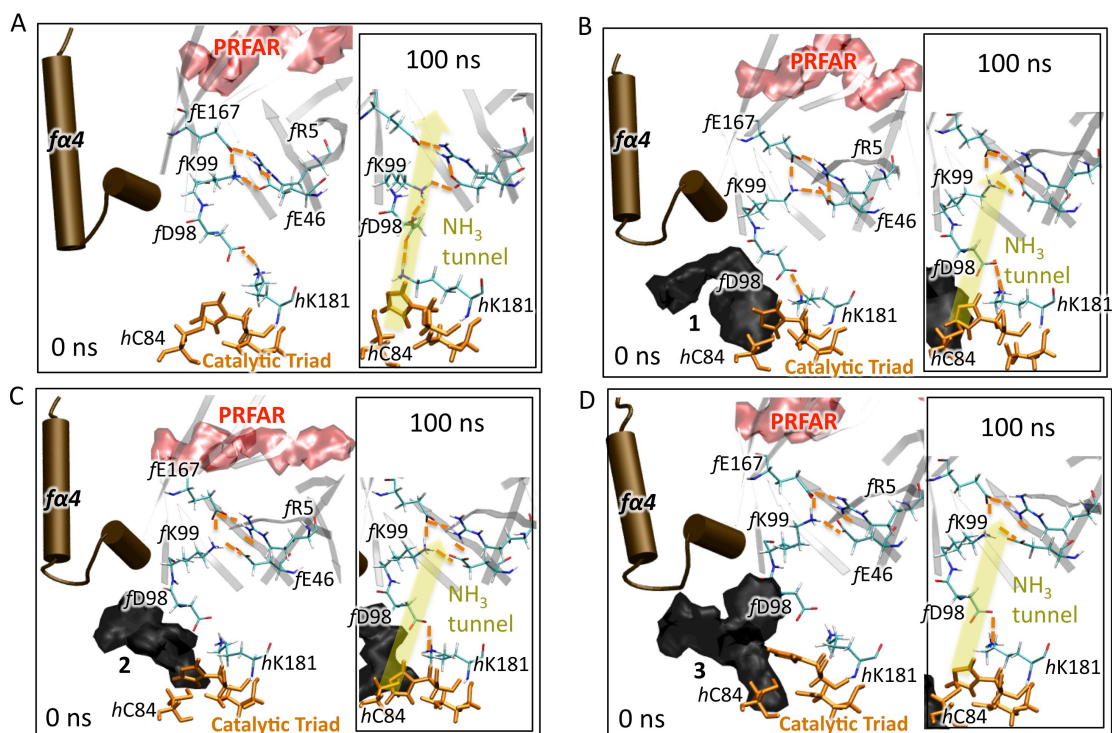 A
PRFAR
100 ns
fE167
fα4
fR5
fK99
fK99
fD98
fE46
fD98
NH3
tunnel
hK181
hK181
0 ns
hC84
Catalytic Triad
hC84
B
PRFAR
100 ns
fE167
fα4
fR5
fK99
fK99
fE46
NH3
tunnel
fD98
fD98
1
hK181
hK181
hC84
hC84
0 ns
Catalytic Triad
C
PRFAR
100 ns
fE167
fα4
fR5
fK99
fK99
fE46
fD98
fD98
NH3
tunnel
2
hK181
hK181
hC84
hC84
0 ns
Catalytic Triad
D
PRFAR
100 ns
fE167
fα4
fR5
fK99
fK99
fE46
NH3
tunnel
fD98
fD98
3
hK181
hK181
hC84
hC84
0 ns
Catalytic Triad